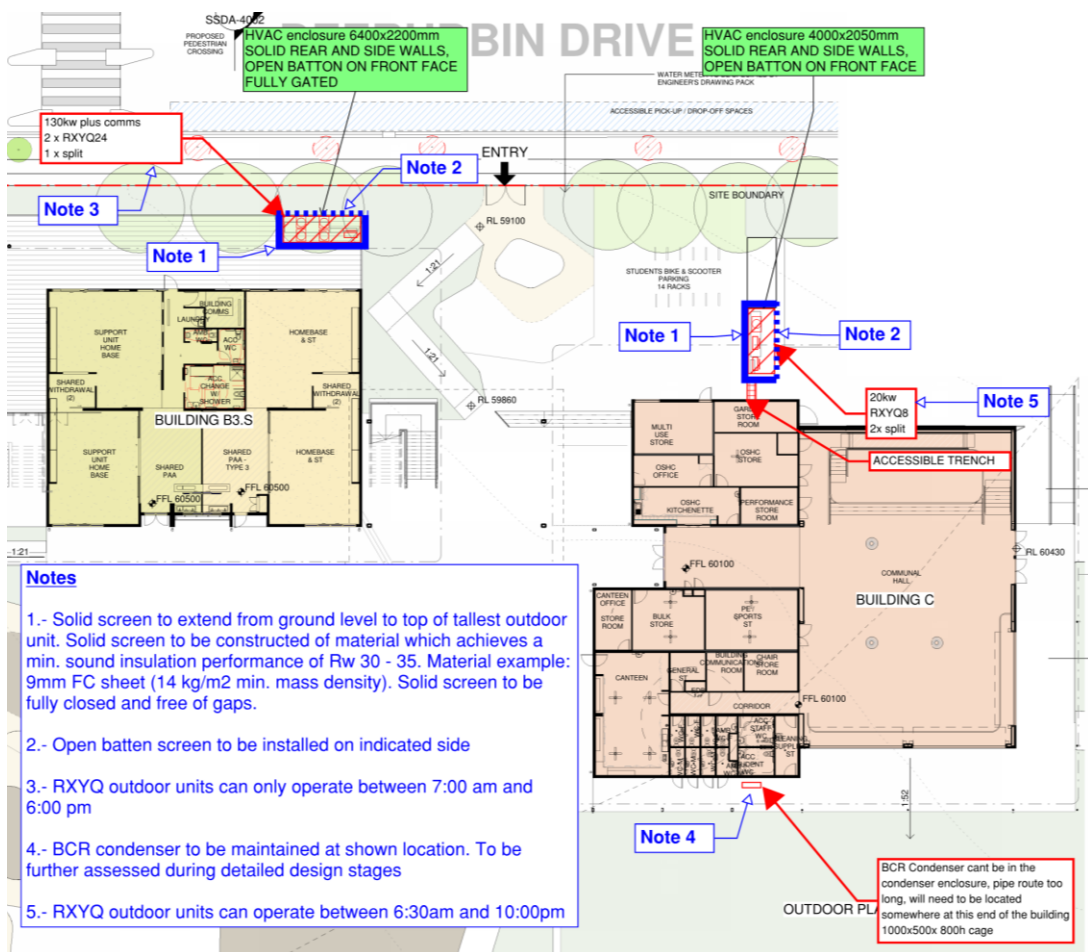 SSDA-4002
PROPOSED
PEDESTRIAN
CROSSING
BIN DRIVE
HVAC enclosure 6400x2200mm
SOLID REAR AND SIDE WALLS,
OPEN BATTON ON FRONT FACE
FULLY GATED
HVAC enclosure 4000x2050mm
SOLID REAR AND SIDE WALLS,
OPEN BATTON ON FRONT FACE
WATER METER
ENGINEER'S DRAWING PACK
ACCESSIBLE PICK-UP / DROP-OFF SPACES
130kw plus comms
2 x RXYQ24
1 x split
ENTRY
Note 2
Note 3
SITE BOUNDARY
RL 59100
Note 1
1:21
STUDENTS BIKE & SCOOTER
PARKING
14 RACKS
BUILDING
COMMS
LAUNDRY
SUPPORT
UNIT
HOME
BASE
HOMEBASE
& ST
ACC
WC
Note 1
Note 2
1:21
SHARED
WITHDRAWAL
(2)
ACC
CHANGE
W/
SHOWER
SHARED
WITHDRAWAL
(2)
RL 59860
20kw
RXYQ8
2x split
Note 5
BUILDING B3.S
STORE
ROOM
MULTI
USE
STORE
SUPPORT
UNIT
HOME
BASE
SHARED
PAA
SHARED
PAA -
TYPE 3
HOMEBASE
& ST
OSHC
STORE
ACCESSIBLE TRENCH
OSHC
OFFICE
FFL 60500
FFL 60500
OSHC
KITCHENETTE
PERFORMANCE
STORE
ROOM
1:21
RL 60430
FFL 60100
COMMUNAL
HALL
BUILDING C
CANTEEN
OFFICE
STORE
ROOM
BULK
STORE
PE /
SPORTS
ST
GENERAL
ST
BUILDING
COMMUNICATIONS
ROOM
CHAIR
STORE
ROOM
CANTEEN
EDB
FFL 60100
CORRIDOR
ACC
STAFF
WC
CLEANING
SUPPLIES
ST
ACC
STUDENT
WC
1:52
Notes
1.- Solid screen to extend from ground level to top of tallest outdoor
unit. Solid screen to be constructed of material which achieves a
min. sound insulation performance of Rw 30 - 35. Material example:
9mm FC sheet (14 kg/m2 min. mass density). Solid screen to be
fully closed and free of gaps.
2.- Open batten screen to be installed on indicated side
3.- RXYQ outdoor units can only operate between 7:00 am and
6:00 pm
4.- BCR condenser to be maintained at shown location. To be
further assessed during detailed design stages
5.- RXYQ outdoor units can operate between 6:30am and 10:00pm
Note 4
OUTDOOR
BCR Condenser cant be in the
condenser enclosure, pipe route too
long, will need to be located
somewhere at this end of the building
1000x500x 800h cage